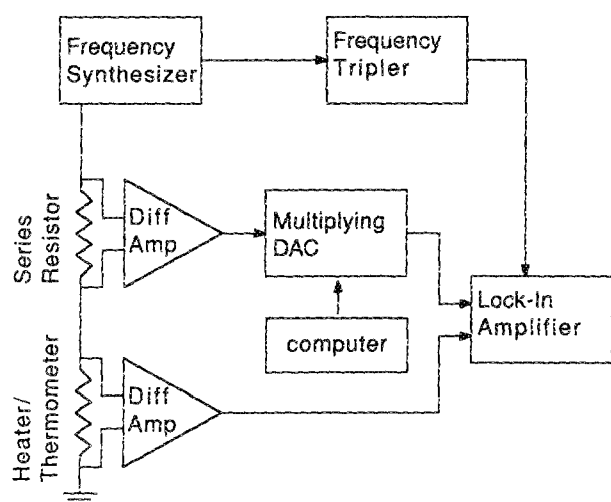 Frequency
Synthesizer
Frequency
Tripler
Series
Resistor
Diff
Amp
Multiplying
DAC
Lock-In
Amplifier
computer
Heater/
Thermometer
Diff
Amp